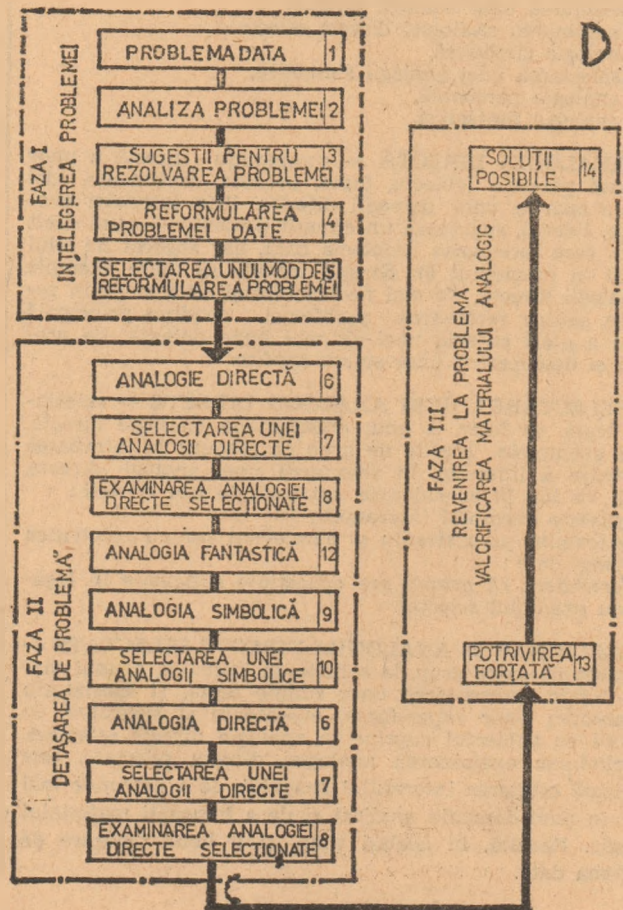 D
FAZA I
INTELEGEREA PROBLEMEI
PROBLEMA DATA 1
ANALIZA PROBLEMEI 2
SUGESTII PENTRU 3
REZOLVAREA PROBLEMEI
REFORMULAREA 4
PROBLEMEI DATE
SELECTAREA UNUI MOD DE 5
REFORMULARE A PROBLEMEI
FAZA II
DETAȘAREA DE PROBLEMĂ"
ANALOGIE DIRECTĂ 6
SELECTAREA UNEI 7
ANALOGII DIRECTE
EXAMINAREA ANALOGIEI 8
DIRECTE SELECȚIONATE
ANALOGIA FANTASTICĂ 12
ANALOGIA SIMBOLICĂ 9
SELECTAREA UNEI 10
ANALOGII SIMBOLICE
ANALOGIA DIRECTĂ 6
SELECTAREA UNEI 7
ANALOGII DIRECTE
EXAMINAREA ANALOGIEI 8
DIRECTE SELECȚIONATE
FAZA III
REVENIREA LA PROBLEMA
VALORIFICAREA MATERIALULUI ANALOGIC
SOLUȚII 14
POSIBILE
POTRIVIREA 13
FORȚATĂ